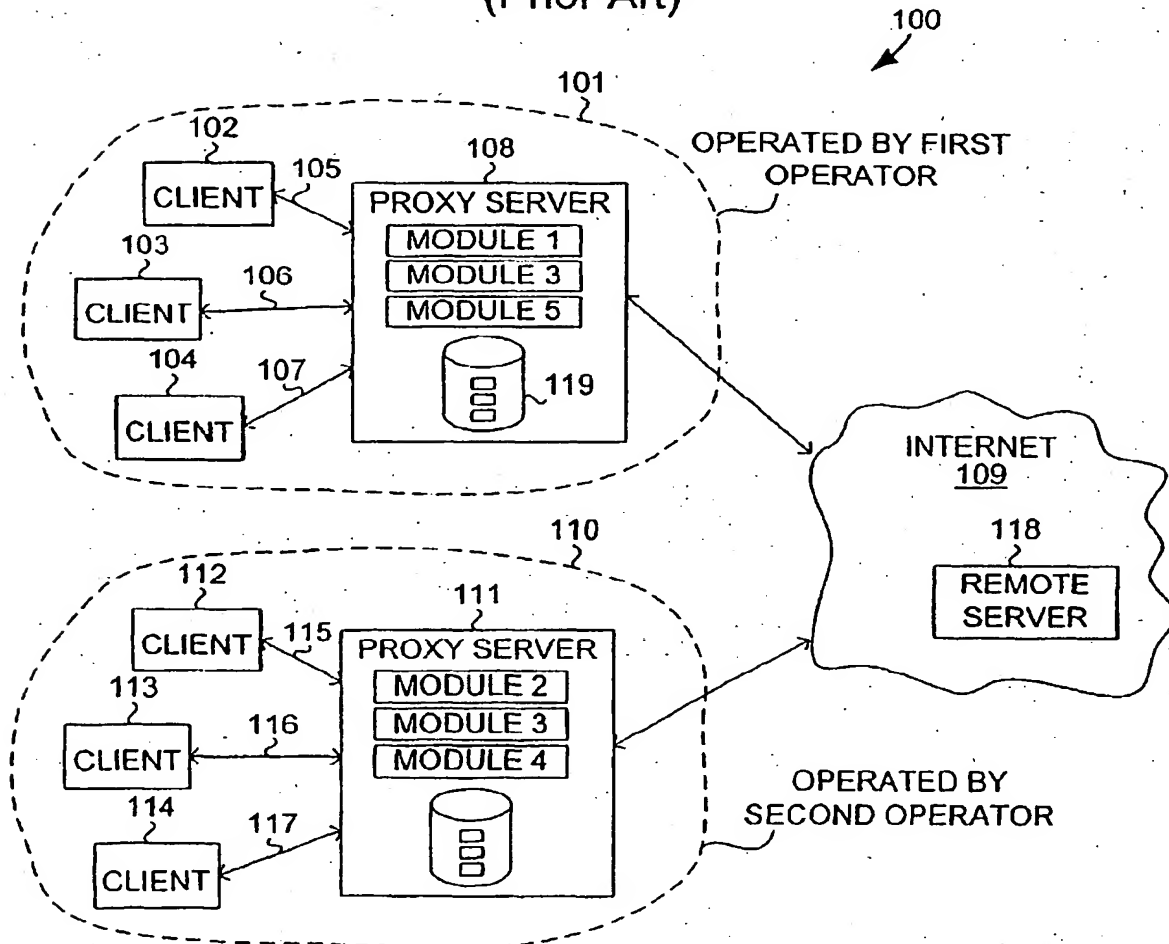 (Prior Art)
100
101
OPERATED BY FIRST
OPERATOR
102
CLIENT
105
103
CLIENT
106
104
CLIENT
107
108
PROXY SERVER
MODULE 1
MODULE 3
MODULE 5
119
INTERNET
109
118
REMOTE
SERVER
110
112
CLIENT
115
113
CLIENT
116
114
CLIENT
117
111
PROXY SERVER
MODULE 2
MODULE 3
MODULE 4
OPERATED BY
SECOND OPERATOR